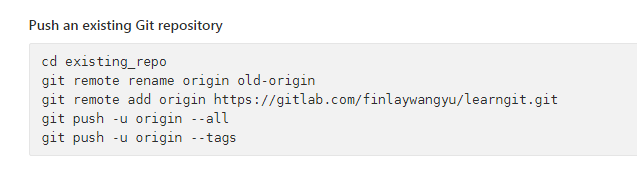 Push an existing Git repository
cd existing_repo
git remote rename origin old-origin
git remote add origin https://gitlab.com/finlaywangyu/learngit.git
git push -u origin --all
git push -u origin --tags